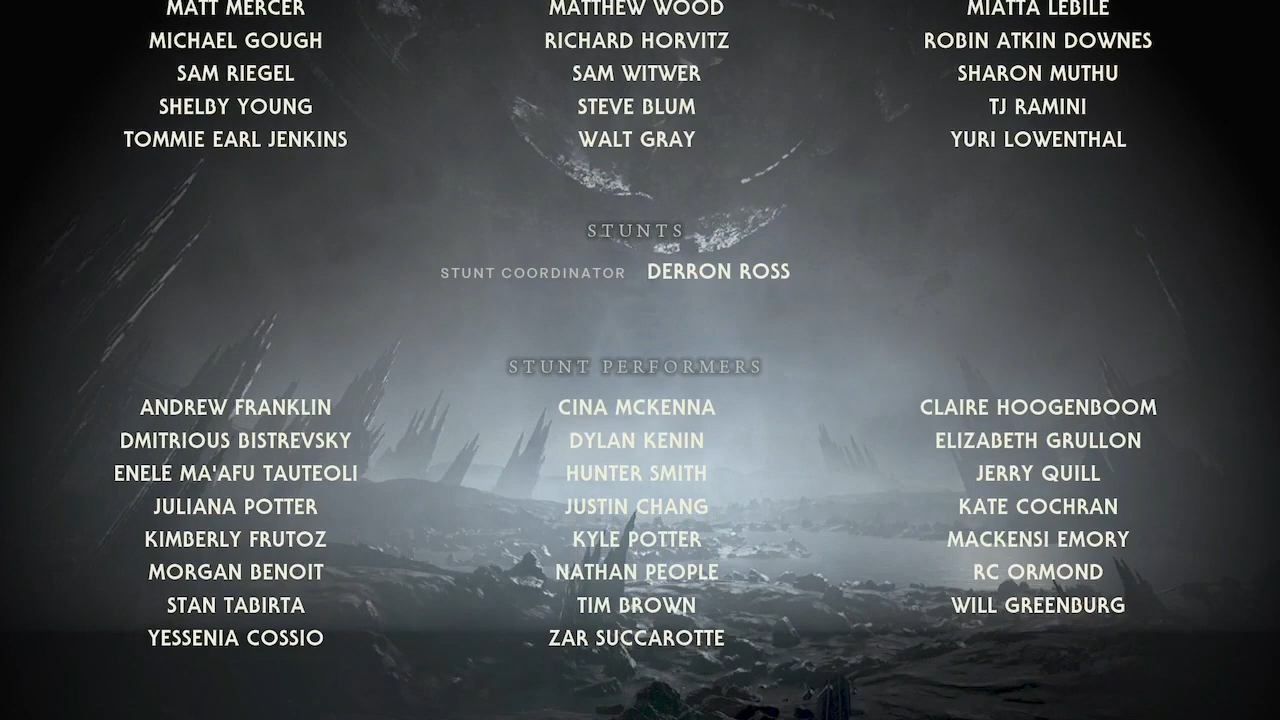 MATT MERCER MATTHEW WOOD MIATTA LEBILE
MICHAEL GOUGH RICHARD HORVITZ ROBIN ATKIN DOWNES
SAM RIEGEL SAM WITWER SHARON MUTHU
SHELBY YOUNG STEVE BLUM TJ RAMINI
TOMMIE EARL JENKINS WALT GRAY YURI LOWENTHAL
STUNTS
STUNT COORDINATOR DERRON ROSS
STUNT PERFORMERS
ANDREW FRANKLIN CINA MCKENNA CLAIRE HOOGENBOOM
DMITRIOUS BISTREVSKY DYLAN KENIN ELIZABETH GRULLON
ENELE MA'AFU TAUTEOLI HUNTER SMITH JERRY QUILL
JULIANA POTTER JUSTIN CHANG KATE COCHRAN
KIMBERLY FRUTOZ KYLE POTTER MACKENSI EMORY
MORGAN BENOIT NATHAN PEOPLE RC ORMOND
STAN TABIRTA TIM BROWN WILL GREENBURG
YESSENIA COSSIO ZAR SUCCAROTTE